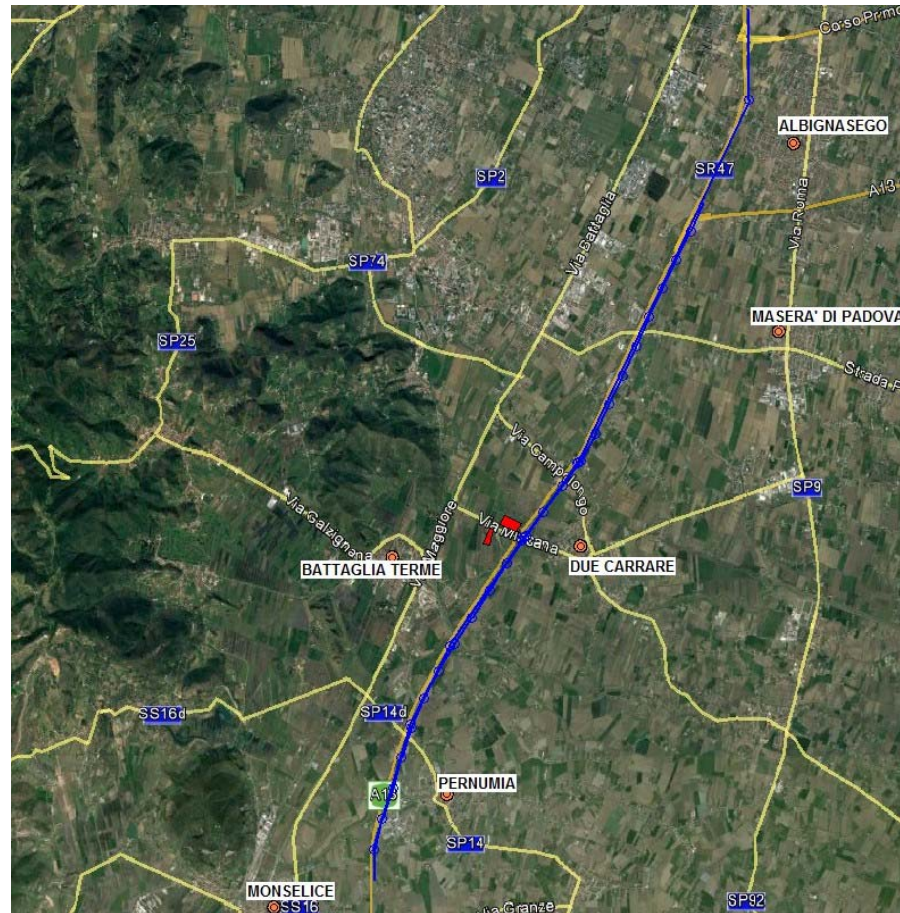 Corso Primo
ALBIGNASEGO
SP2
SR47
A13
Via Roma
Via Battaglia
SP74
MASERA' DI PADOVA
SP25
Strada P
Via Campolongo
SP9
Via Maggiore
Via Galzignana
Via Mincana
BATTAGLIA TERME
DUE CARRARE
SS16d
SP14d
PERNUMIA
A13
SP14
MONSELICE
SS16
Via Granze
SP92